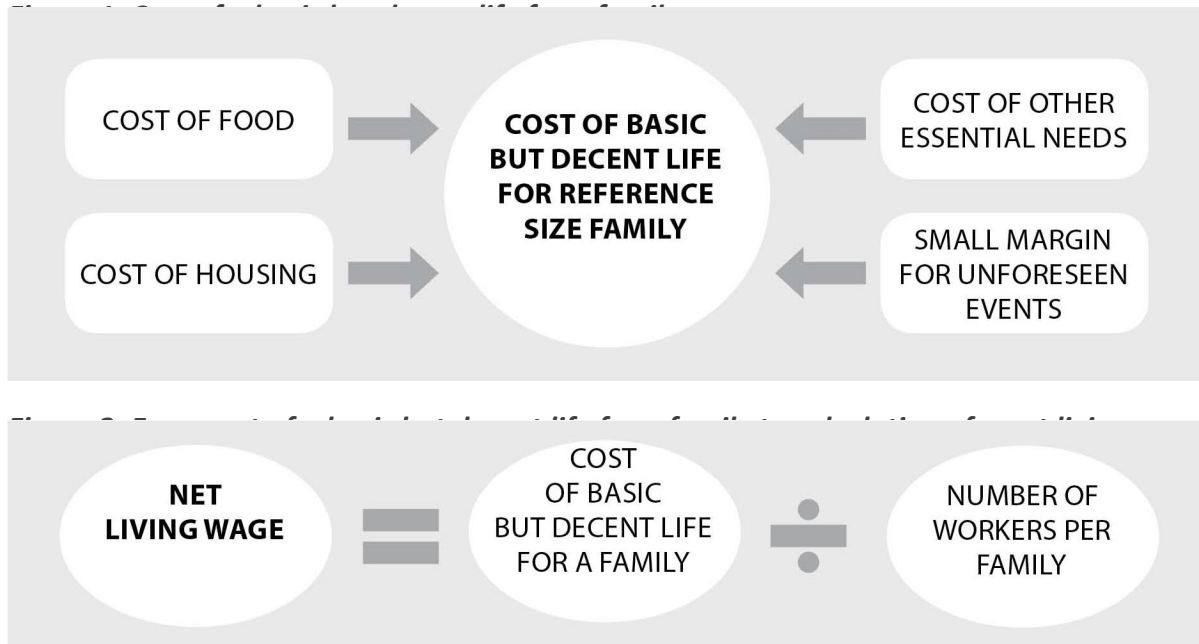 COST OF FOOD
COST OF HOUSING
COST OF BASIC
BUT DECENT LIFE
FOR REFERENCE
SIZE FAMILY
COST OF OTHER
ESSENTIAL NEEDS
SMALL MARGIN
FOR UNFORESEEN
EVENTS
NET
LIVING WAGE
COST
OF BASIC
BUT DECENT LIFE
FOR A FAMILY
NUMBER OF
WORKERS PER
FAMILY